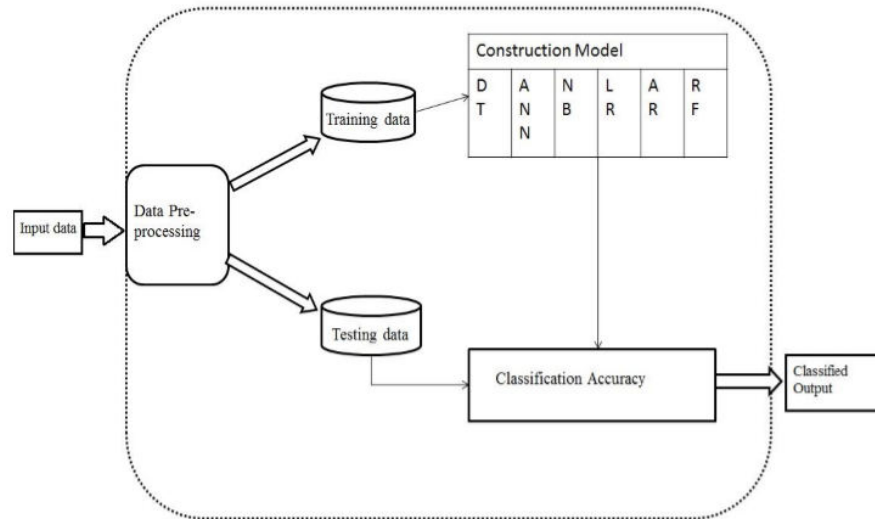 Construction Model
D A N L A R
T N B R R F
N
Training data
Data Pre-
processing
Input data
Testing data
Classification Accuracy
Classified
Output